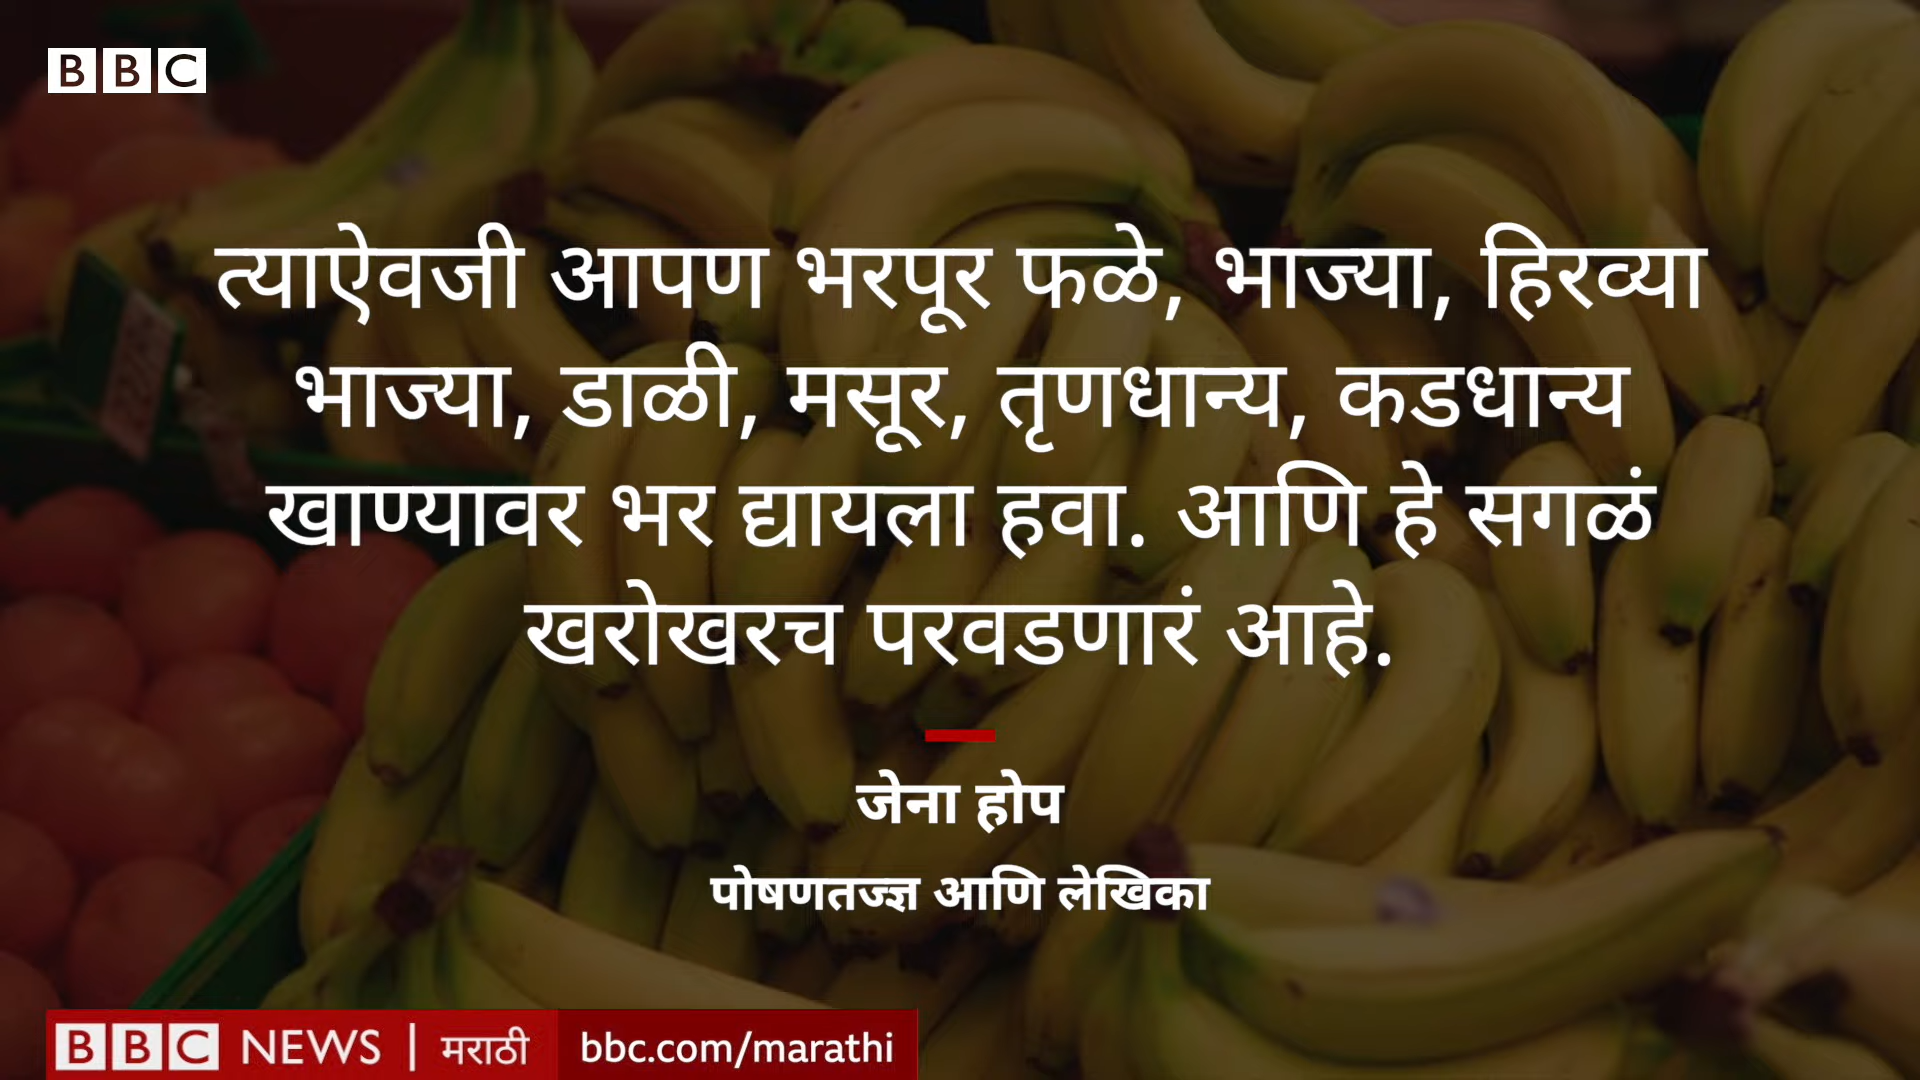 BBC
त्याऐवजी आपण भरपूर फळे, भाज्या, हिरव्या
भाज्या, डाळी, मसूर, तृणधान्य, कडधान्य
खाण्यावर भर द्यायला हवा. आणि हे सगळं
खरोखरच परवडणारं आहे.
जेना होप
पोषणतज्ज्ञ आणि लेखिका
BBC NEWS | मराठी bbc.com/marathi